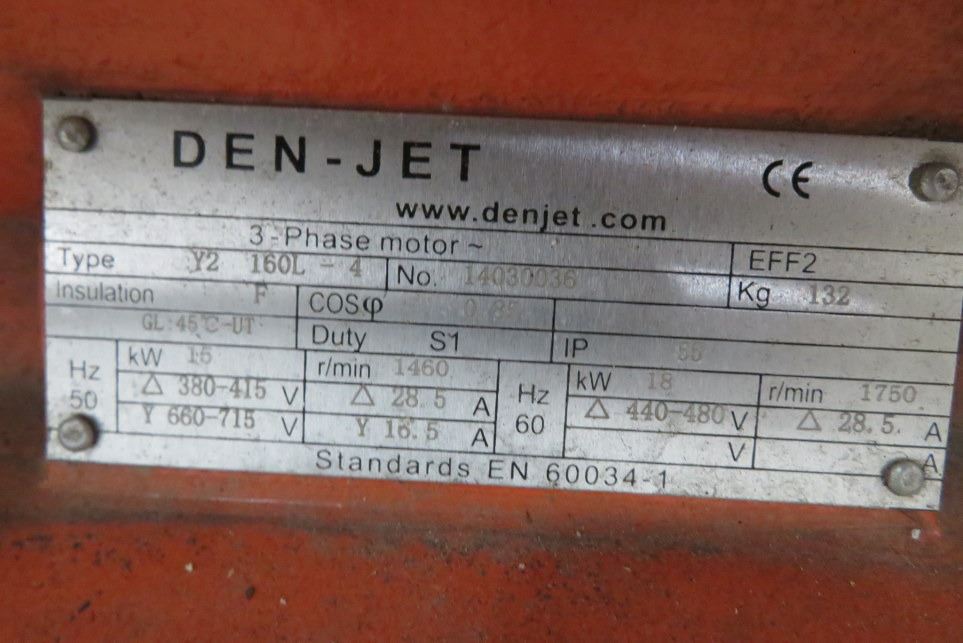 DEN-JET CE
www.denjet.com
3-Phase motor ~ EFF2
Type Y2 160L - 4 No. 14030036 Kg 132
Insulation F COSφ
GL:45℃-UT Duty S1 IP 55
Hz 50 kW 15 r/min 1460 Hz 60 kW 18 r/min 1750
△ 380-415 V △ 28.5 A △ 440-480 V △ 28.5. A
Y 660-715 V Y 16.5 A V A
Standards EN 60034-1